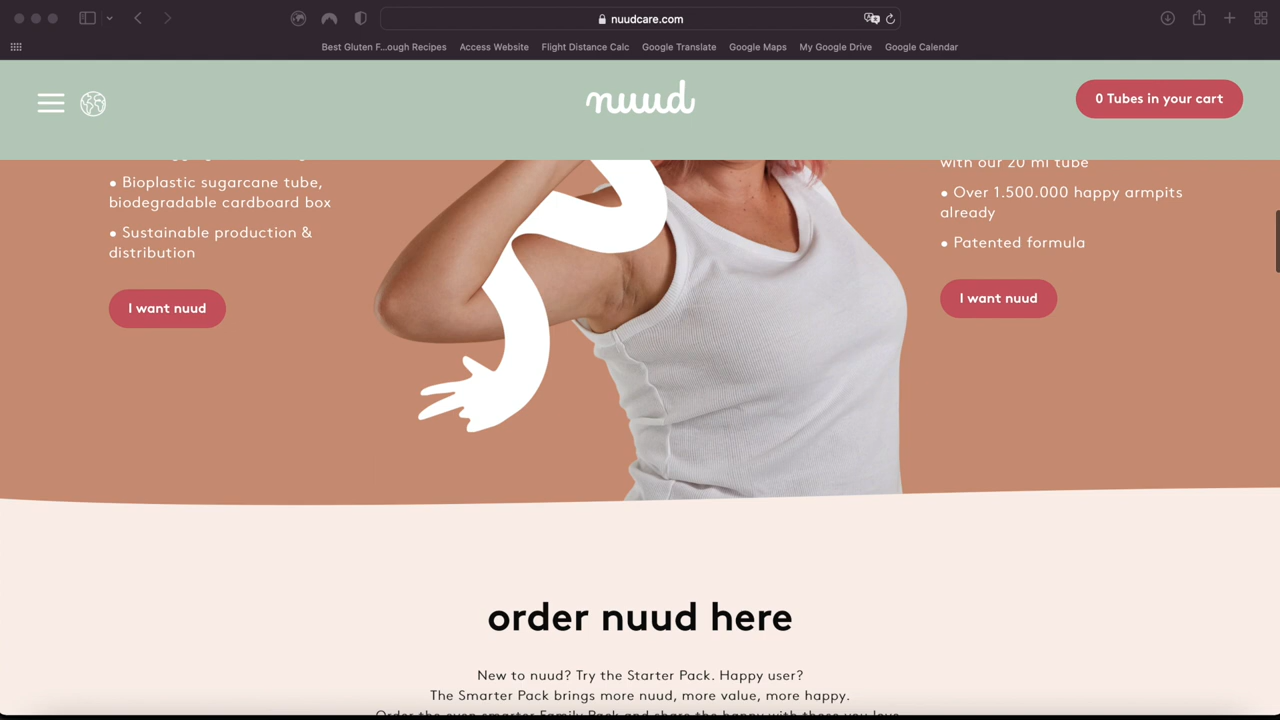 nuudcare.com
Best Gluten F...ough Recipes
Access Website
Flight Distance Calc
Google Translate
Google Maps
My Google Drive
Google Calendar
nuud
0 Tubes in your cart
• Bioplastic sugarcane tube,
biodegradable cardboard box
• Sustainable production &
distribution
I want nuud
with our 20 ml tube
• Over 1.500.000 happy armpits
already
• Patented formula
I want nuud
order nuud here
New to nuud? Try the Starter Pack. Happy user?
The Smarter Pack brings more nuud, more value, more happy.
Order the even smarter Family Pack and share the happy with those you love